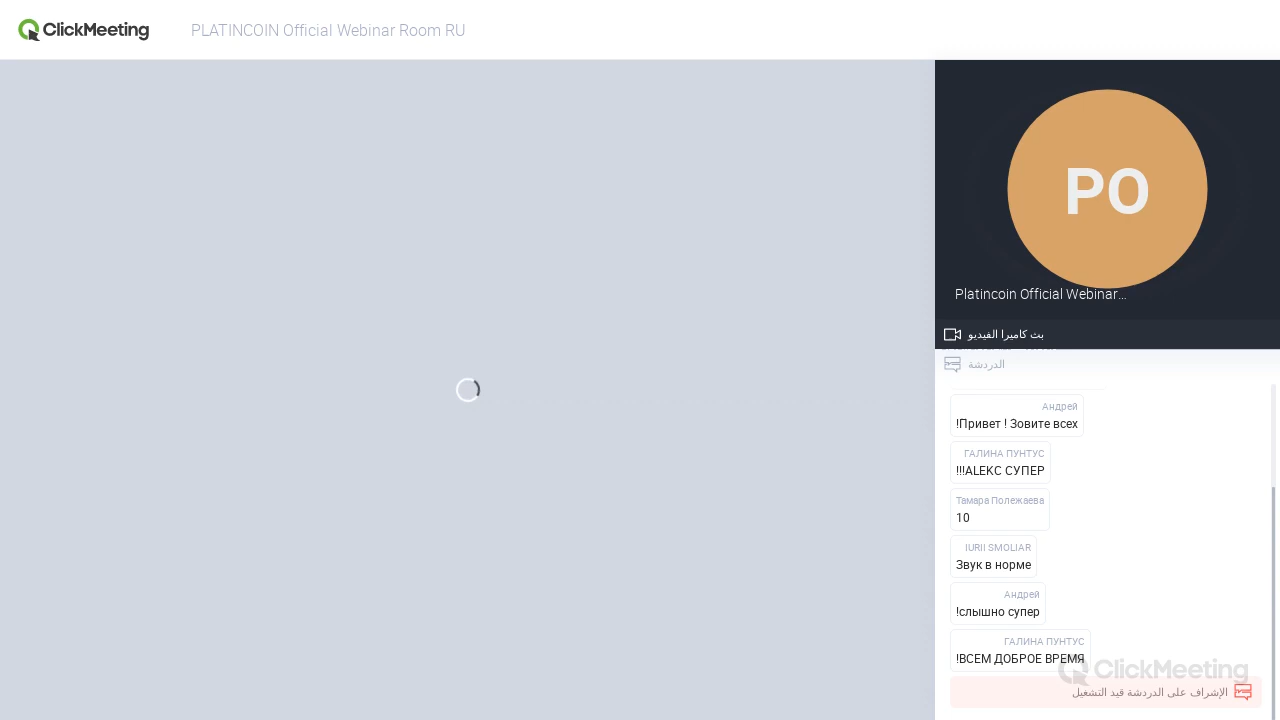 ClickMeeting
PLATINCOIN Official Webinar Room RU
PO
Platincoin Official Webinar...
بث كاميرا الفيديو
الدردشة
Андрей
!Привет ! Зовите всех
ГАЛИНА ПУНТУС
!!!ALEKC СУПЕР
Тамара Полежаева
10
IURII SMOLIAR
Звук в норме
Андрей
!слышно супер
ГАЛИНА ПУНТУС
!ВСЕМ ДОБРОЕ ВРЕМЯ
ClickMeeting
الإشراف على الدردشة قيد التشغيل